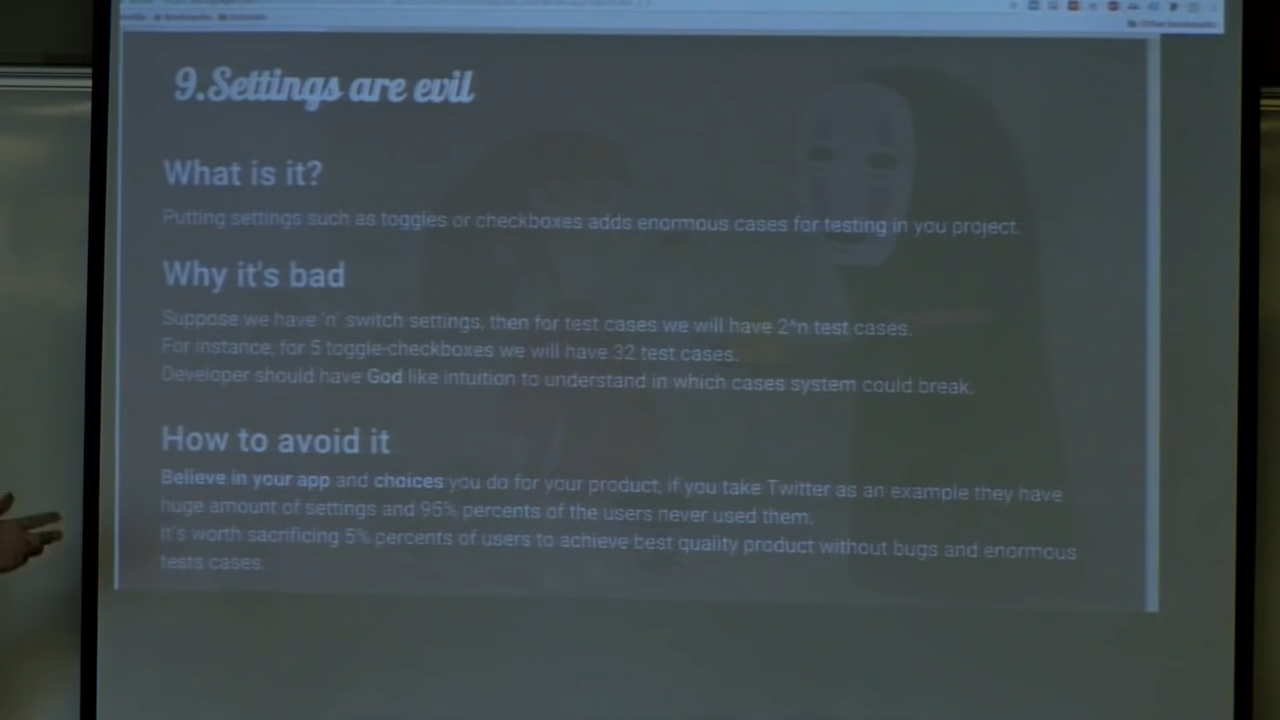 9.Settings are evil
What is it?
Putting settings such as toggles or checkboxes adds enormous cases for testing in you project.
Why it's bad
Suppose we have 'n' switch settings, then for test cases we will have 2^n test cases.
For instance, for 5 toggle-checkboxes we will have 32 test cases.
Developer should have God like intuition to understand in which cases system could break.
How to avoid it
Believe in your app and choices you do for your product, if you take Twitter as an example they have
huge amount of settings and 95% percents of the users never used them.
It's worth sacrificing 5% percents of users to achieve best quality product without bugs and enormous
tests cases.